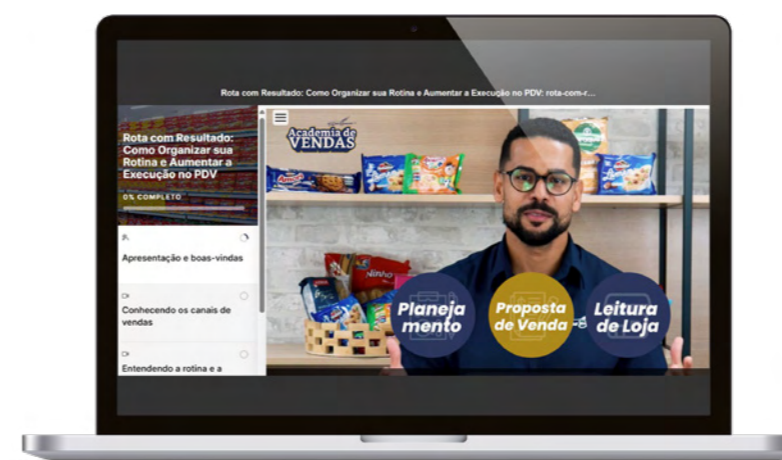 Rota com Resultado: Como Organizar sua Rotina e Aumentar a Execução no PDV: rota-com-r...
Rota com Resultado:
Como Organizar sua
Rotina e Aumentar a
Execução no PDV
0% COMPLETO
Apresentação e boas-vindas
Conhecendo os canais de
vendas
Entendendo a rotina e a
Academia de
VENDAS
Ninho
Planeja
mento
Proposta
de Venda
Leitura
de Loja